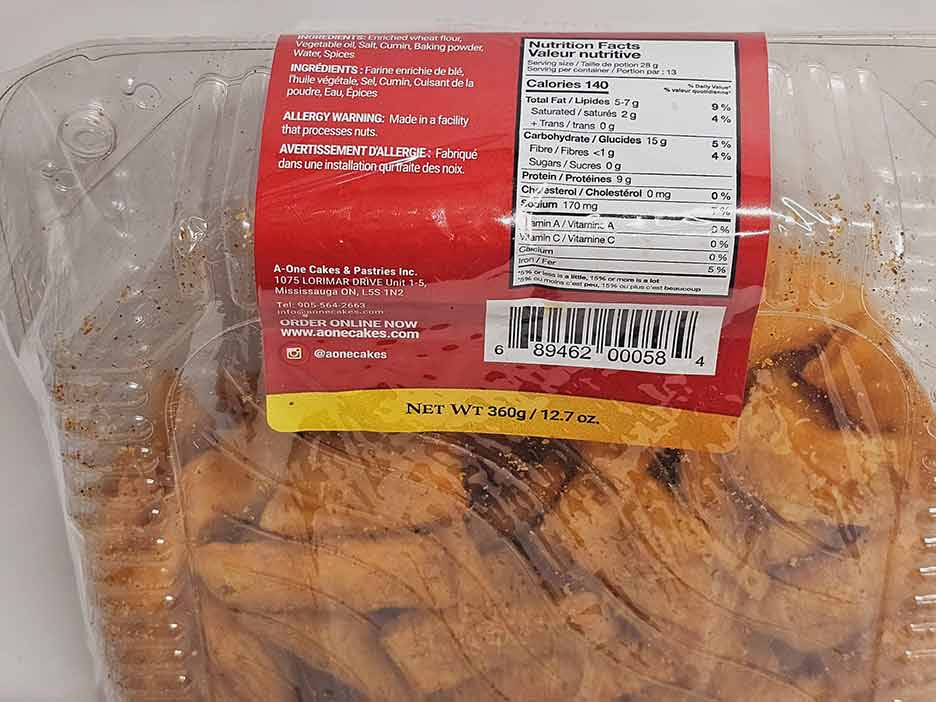 INGREDIENTS: Enriched wheat flour,
Vegetable oil, Salt, Cumin, Baking powder,
Water, Spices
INGRÉDIENTS : Farine enrichie de blé,
l'huile végétale, Sel, Cumin, Cuisant de la
poudre, Eau, Épices
ALLERGY WARNING: Made in a facility
that processes nuts.
AVERTISSEMENT D'ALLERGIE : Fabriqué
dans une installation qui traite des noix.
A-One Cakes & Pastries Inc.
1075 LORIMAR DRIVE Unit 1-5,
Mississauga ON, L5S 1N2
Tel: 905-564-2663
info@aonecakes.com
ORDER ONLINE NOW
www.aonecakes.com
@aonecakes
Nutrition Facts
Valeur nutritive
Serving size / Taille de potion 28 g
Serving per container / Portion par : 13
Calories 140
% Daily Value*
% valeur quotidienne*
Total Fat / Lipides 5-7 g 9 %
Saturated / saturés 2 g 4 %
+ Trans / trans 0 g
Carbohydrate / Glucides 15 g 5 %
Fibre / Fibres <1 g 4 %
Sugars / Sucres 0 g
Protein / Protéines 9 g
Cholesterol / Cholestérol 0 mg 0 %
Sodium 170 mg %
Vitamin A / Vitamine A 0 %
Vitamin C / Vitamine C 0 %
Calcium 0 %
Iron / Fer 5 %
*5% or less is a little, 15% or more is a lot
*5% ou moins c'est peu, 15% ou plus c'est beaucoup
6 89462 00058 4
NET WT 360g / 12.7 oz.